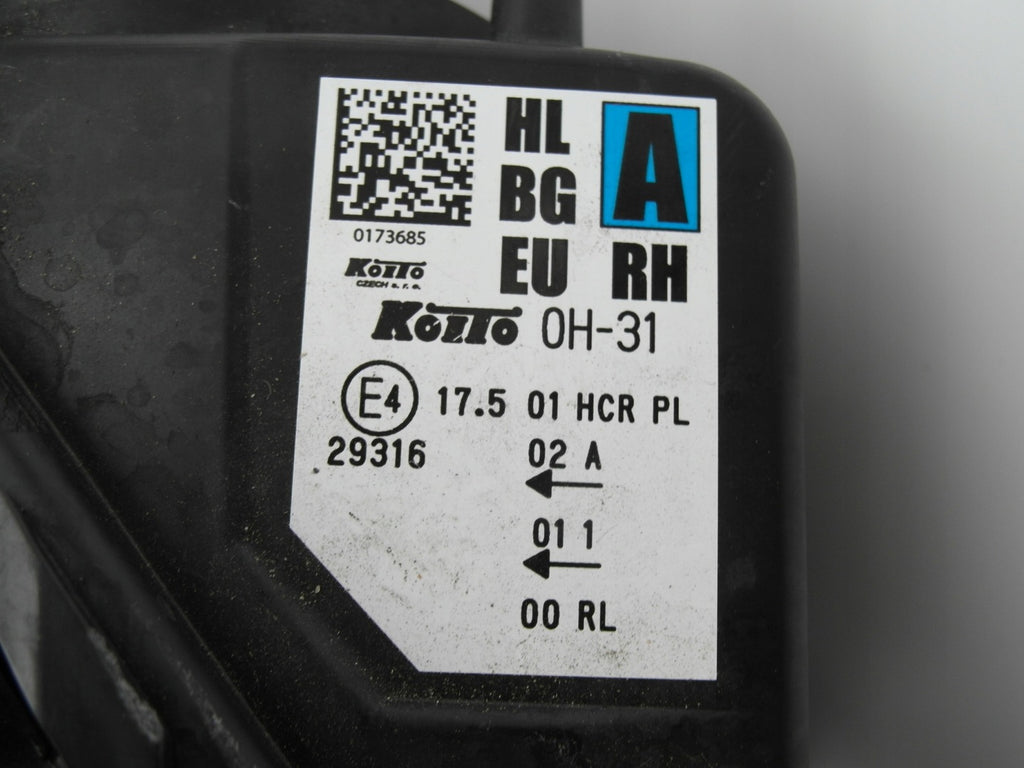 HL A
BG
EU RH
0173685
KOITO
CZECH s. r. o.
KOITO 0H-31
E4 17.5 01 HCR PL
29316 02 A
←
01 1
←
00 RL